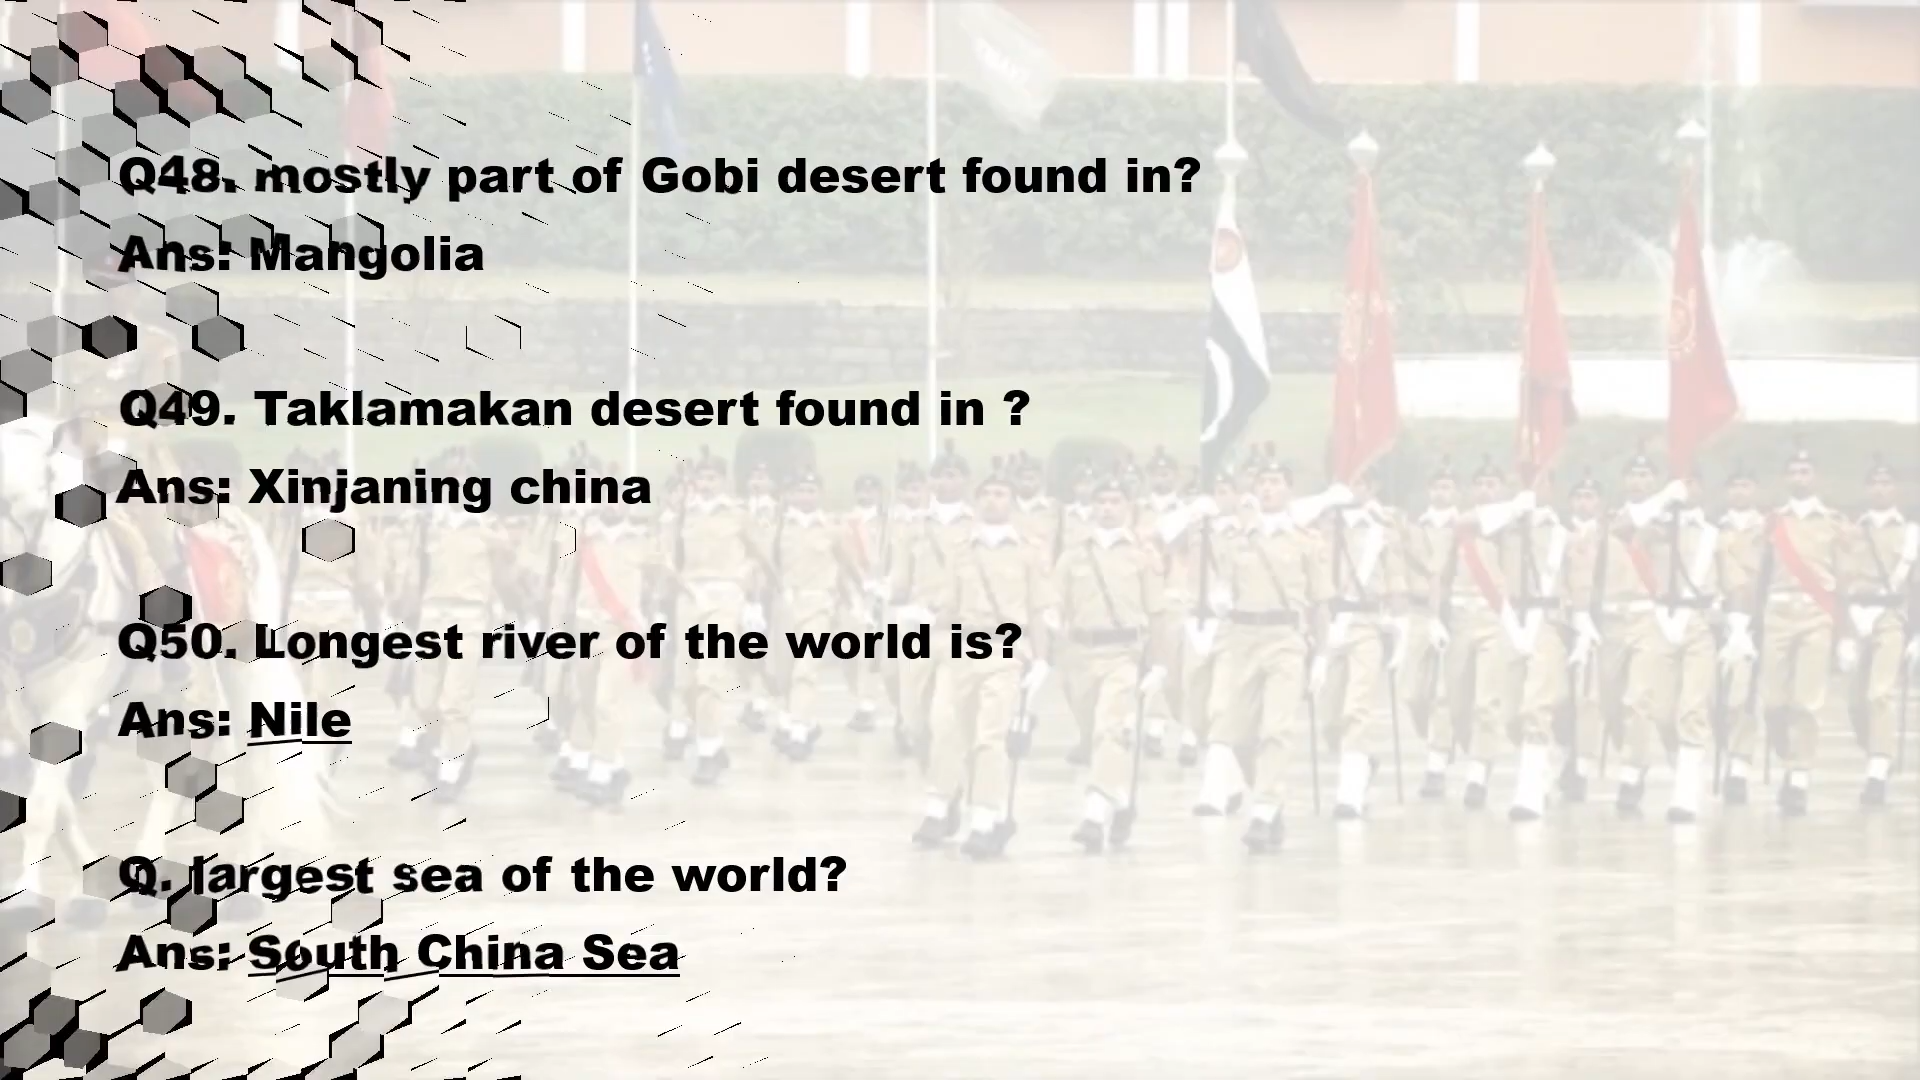 Q48. mostly part of Gobi desert found in?
Ans: Mangolia
Q49. Taklamakan desert found in ?
Ans: Xinjaning china
Q50. Longest river of the world is?
Ans: Nile
Q. largest sea of the world?
Ans: South China Sea